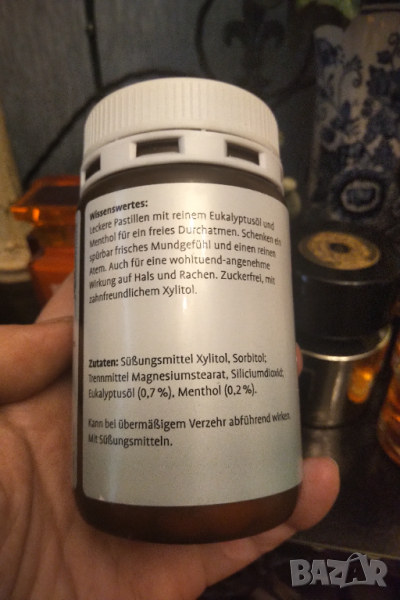 Wissenswertes:
Leckere Pastillen mit reinem Eukalyptusöl und
Menthol für ein freies Durchatmen. Schenken ein
spürbar frisches Mundgefühl und einen reinen
Atem. Auch für eine wohltuend-angenehme
Wirkung auf Hals und Rachen. Zuckerfrei, mit
zahnfreundlichem Xylitol.
Zutaten: Süßungsmittel Xylitol, Sorbitol;
Trennmittel Magnesiumstearat, Siliciumdioxid;
Eukalyptusöl (0,7 %), Menthol (0,2 %).
Kann bei übermäßigem Verzehr abführend wirken.
Mit Süßungsmitteln.
BAZAR